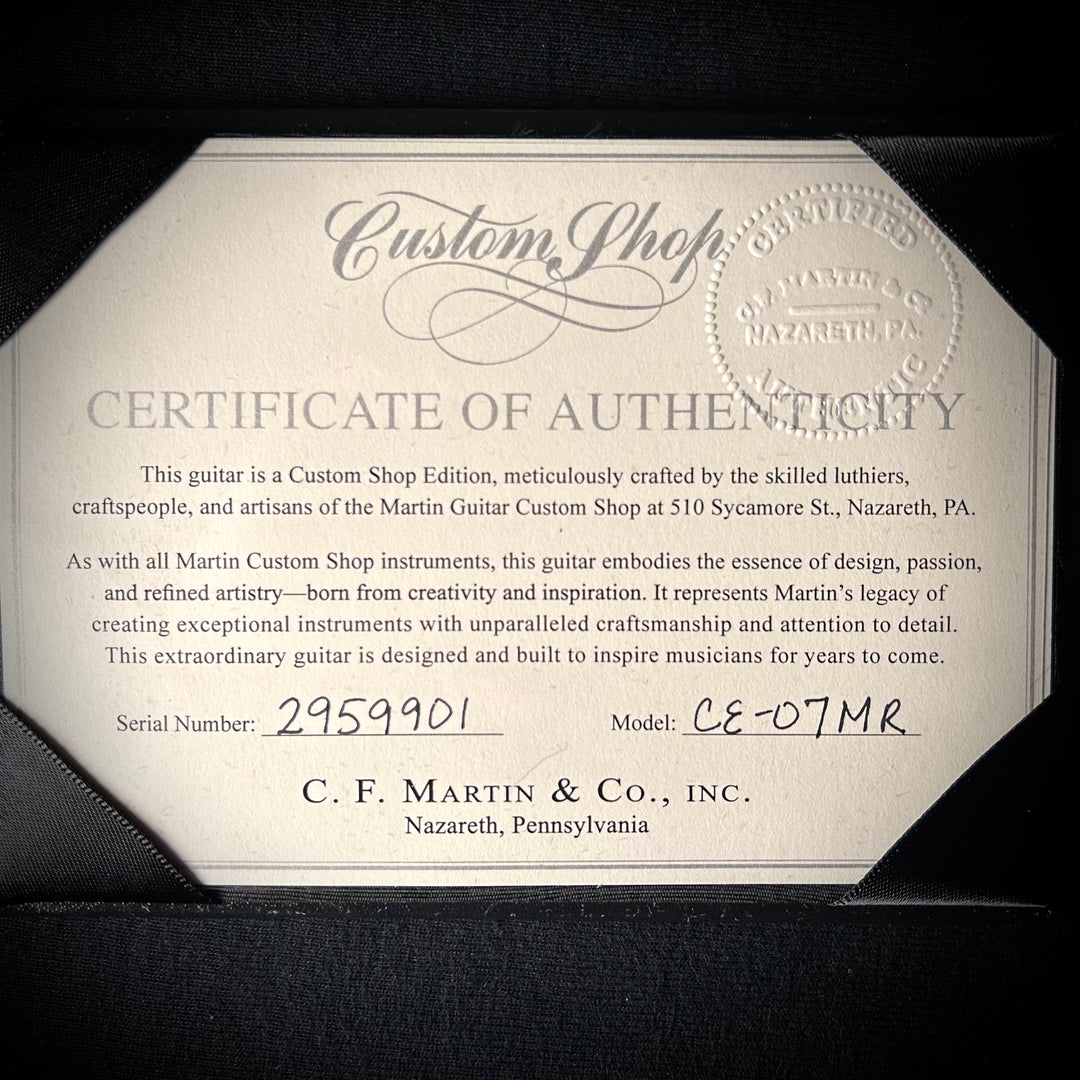 Custom Shop
CERTIFIED
C.F. MARTIN & CO.
NAZARETH, PA.
AUTHENTIC
CERTIFICATE OF AUTHENTICITY
This guitar is a Custom Shop Edition, meticulously crafted by the skilled luthiers,
craftspeople, and artisans of the Martin Guitar Custom Shop at 510 Sycamore St., Nazareth, PA.
As with all Martin Custom Shop instruments, this guitar embodies the essence of design, passion,
and refined artistry—born from creativity and inspiration. It represents Martin’s legacy of
creating exceptional instruments with unparalleled craftsmanship and attention to detail.
This extraordinary guitar is designed and built to inspire musicians for years to come.
Serial Number: 2959901 Model: CE-07MR
C. F. MARTIN & CO., INC.
Nazareth, Pennsylvania